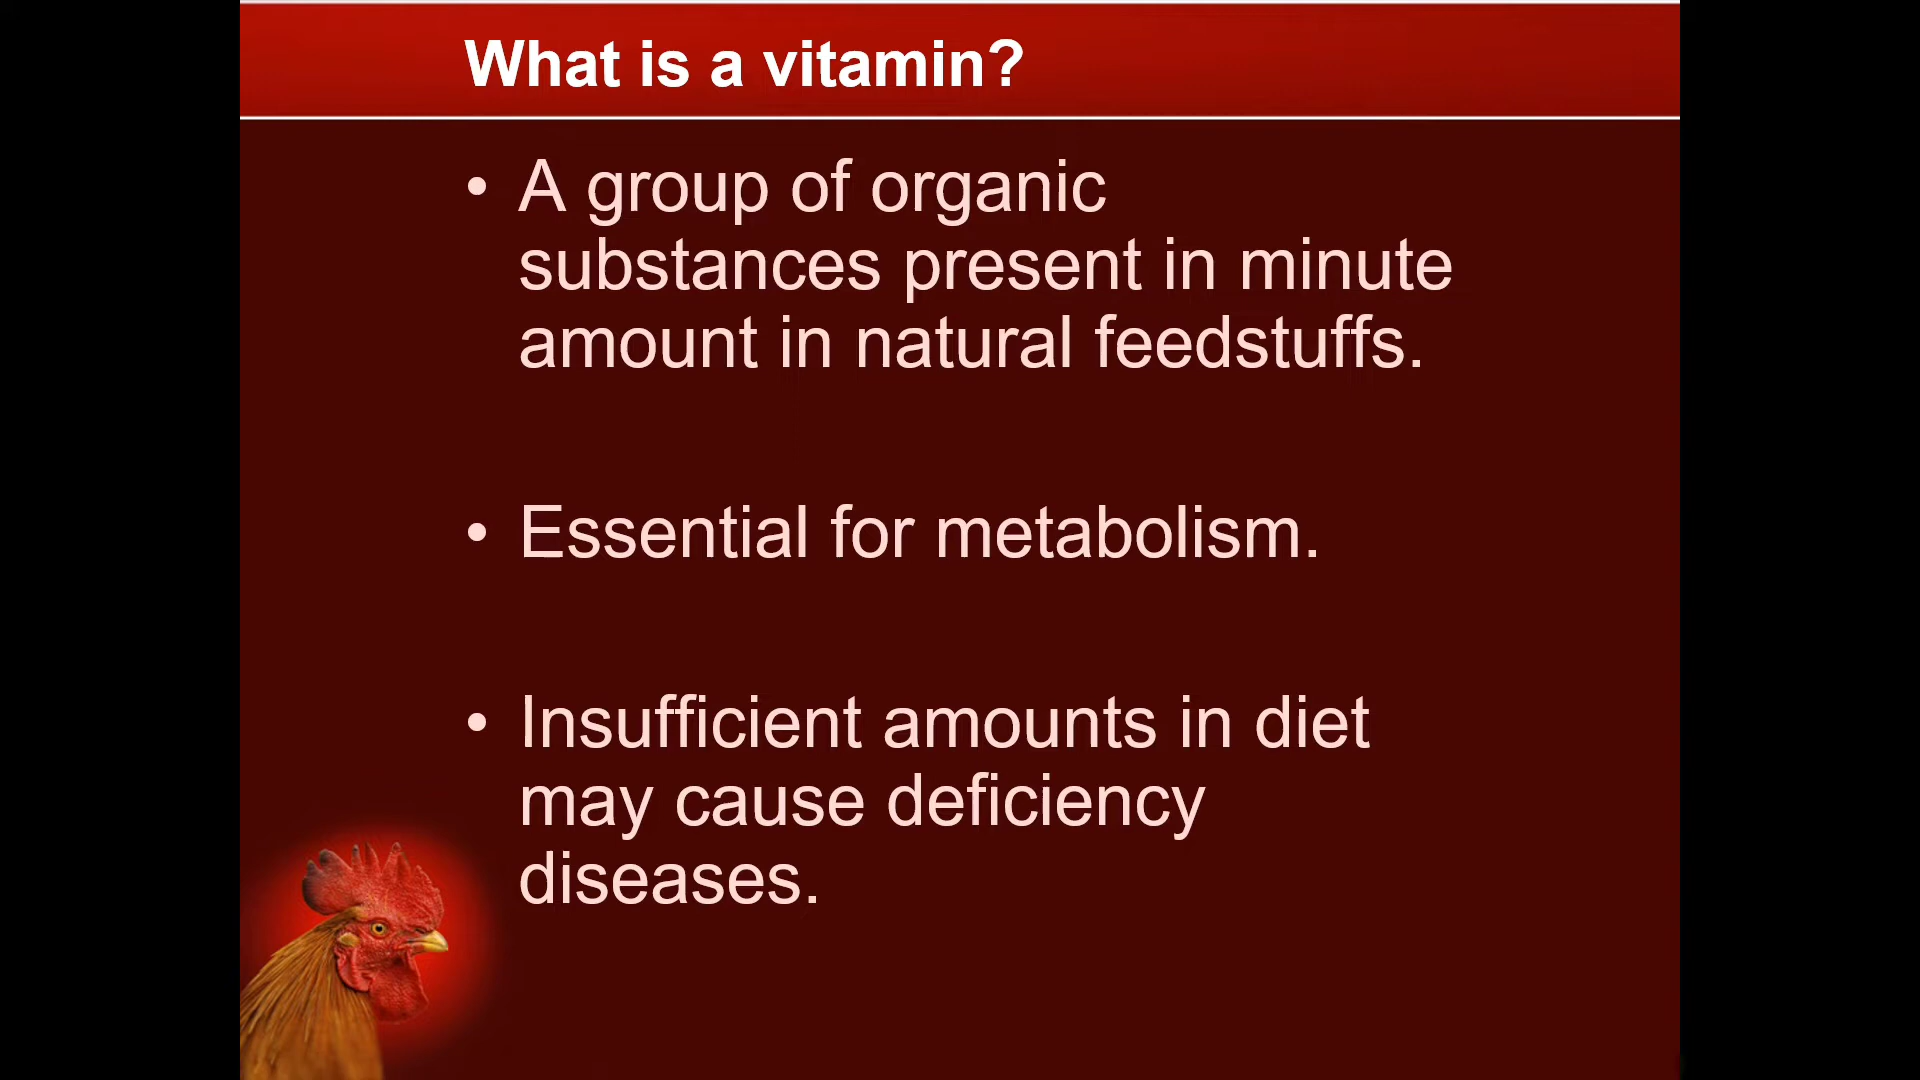 What is a vitamin?
• A group of organic
substances present in minute
amount in natural feedstuffs.
• Essential for metabolism.
• Insufficient amounts in diet
may cause deficiency
diseases.